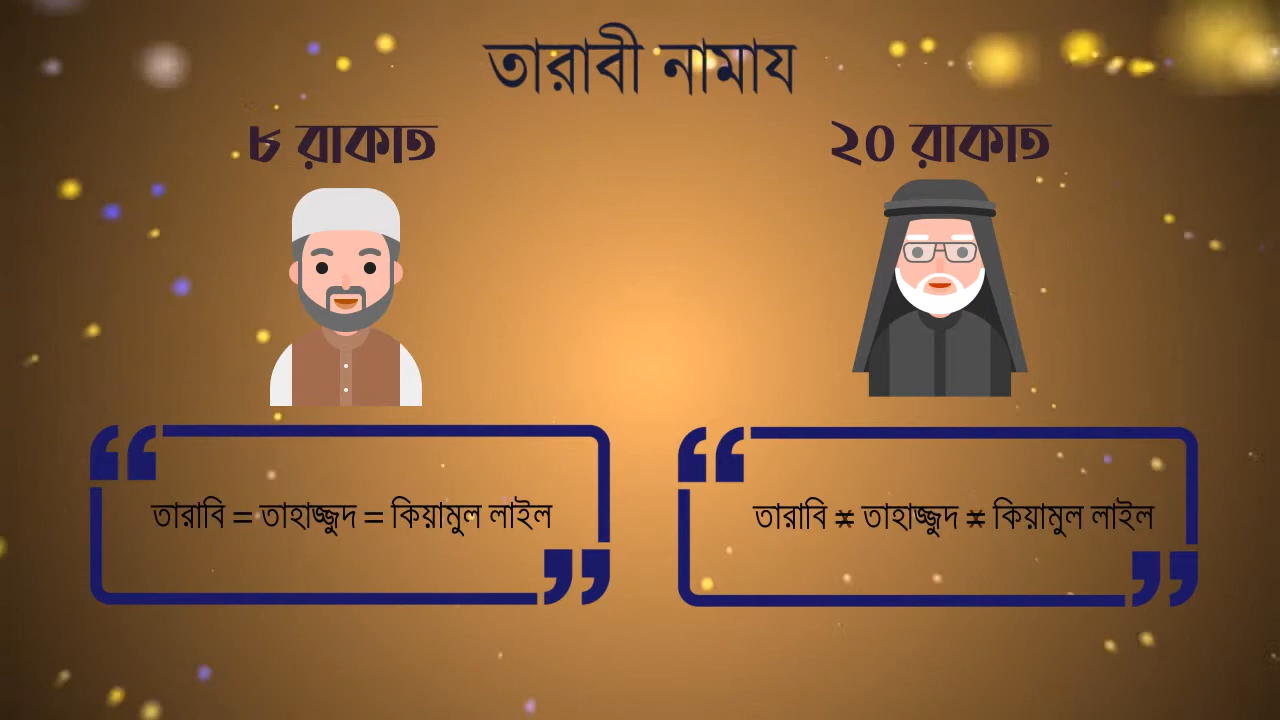 তারাবী নামায
৮ রাকাত
২০ রাকাত
তারাবি = তাহাজ্জুদ = কিয়ামুল লাইল
তারাবি ≠ তাহাজ্জুদ ≠ কিয়ামুল লাইল